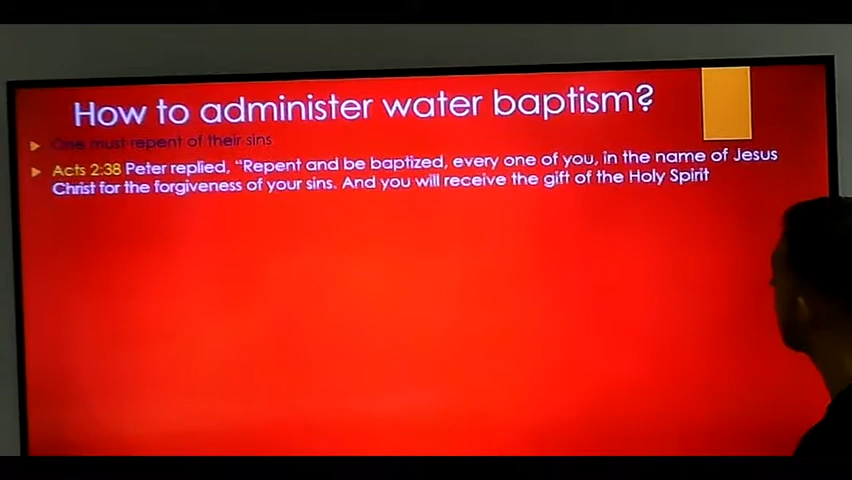 How to administer water baptism?
One must repent of their sins
Acts 2:38 Peter replied, “Repent and be baptized, every one of you, in the name of Jesus
Christ for the forgiveness of your sins. And you will receive the gift of the Holy Spirit